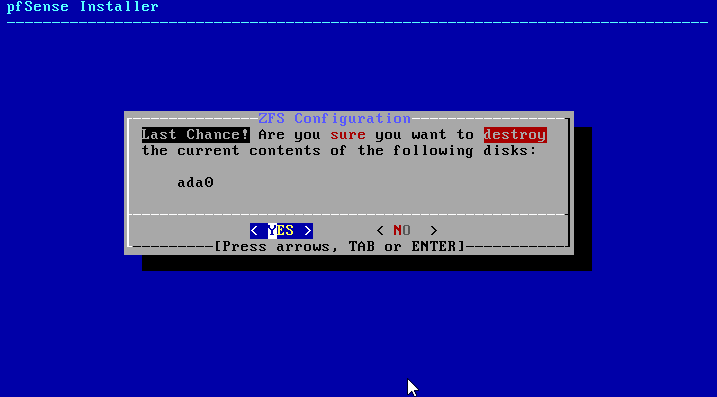 pfSense Installer
ZFS Configuration
Last Chance! Are you sure you want to destroy
the current contents of the following disks:
ada0
< YES > < NO >
[Press arrows, TAB or ENTER]